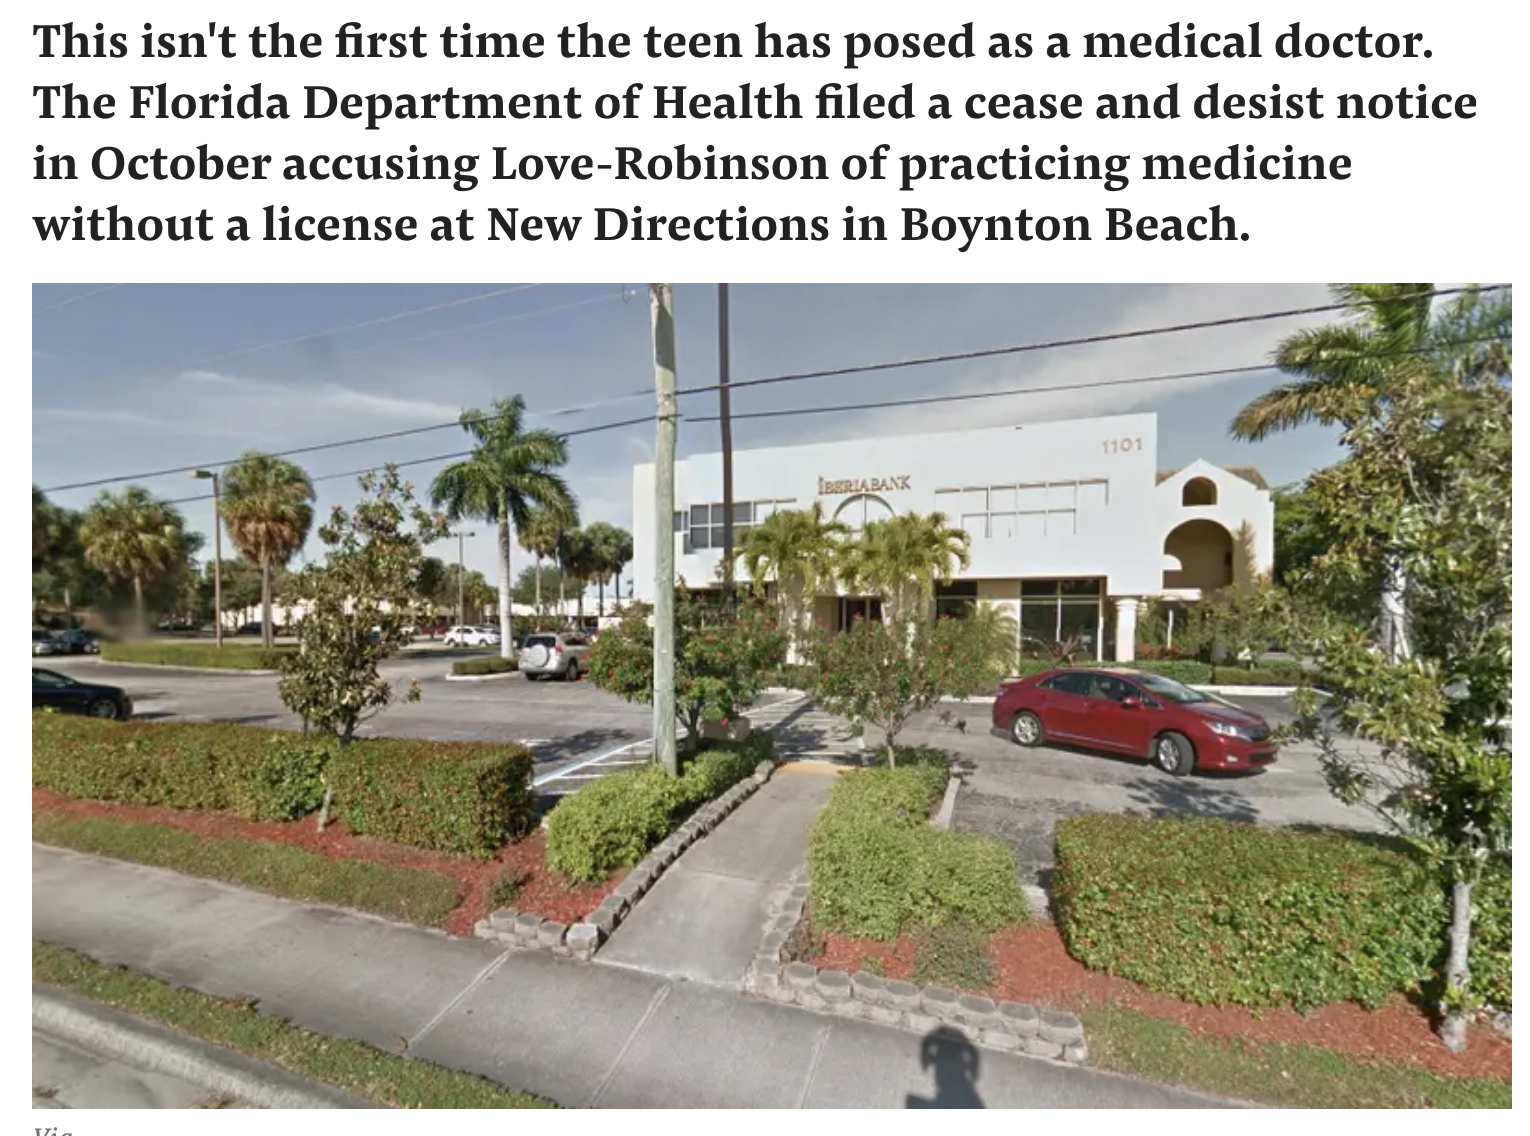 This isn't the first time the teen has posed as a medical doctor.
The Florida Department of Health filed a cease and desist notice
in October accusing Love-Robinson of practicing medicine
without a license at New Directions in Boynton Beach.
1101
IBERIABANK
Via